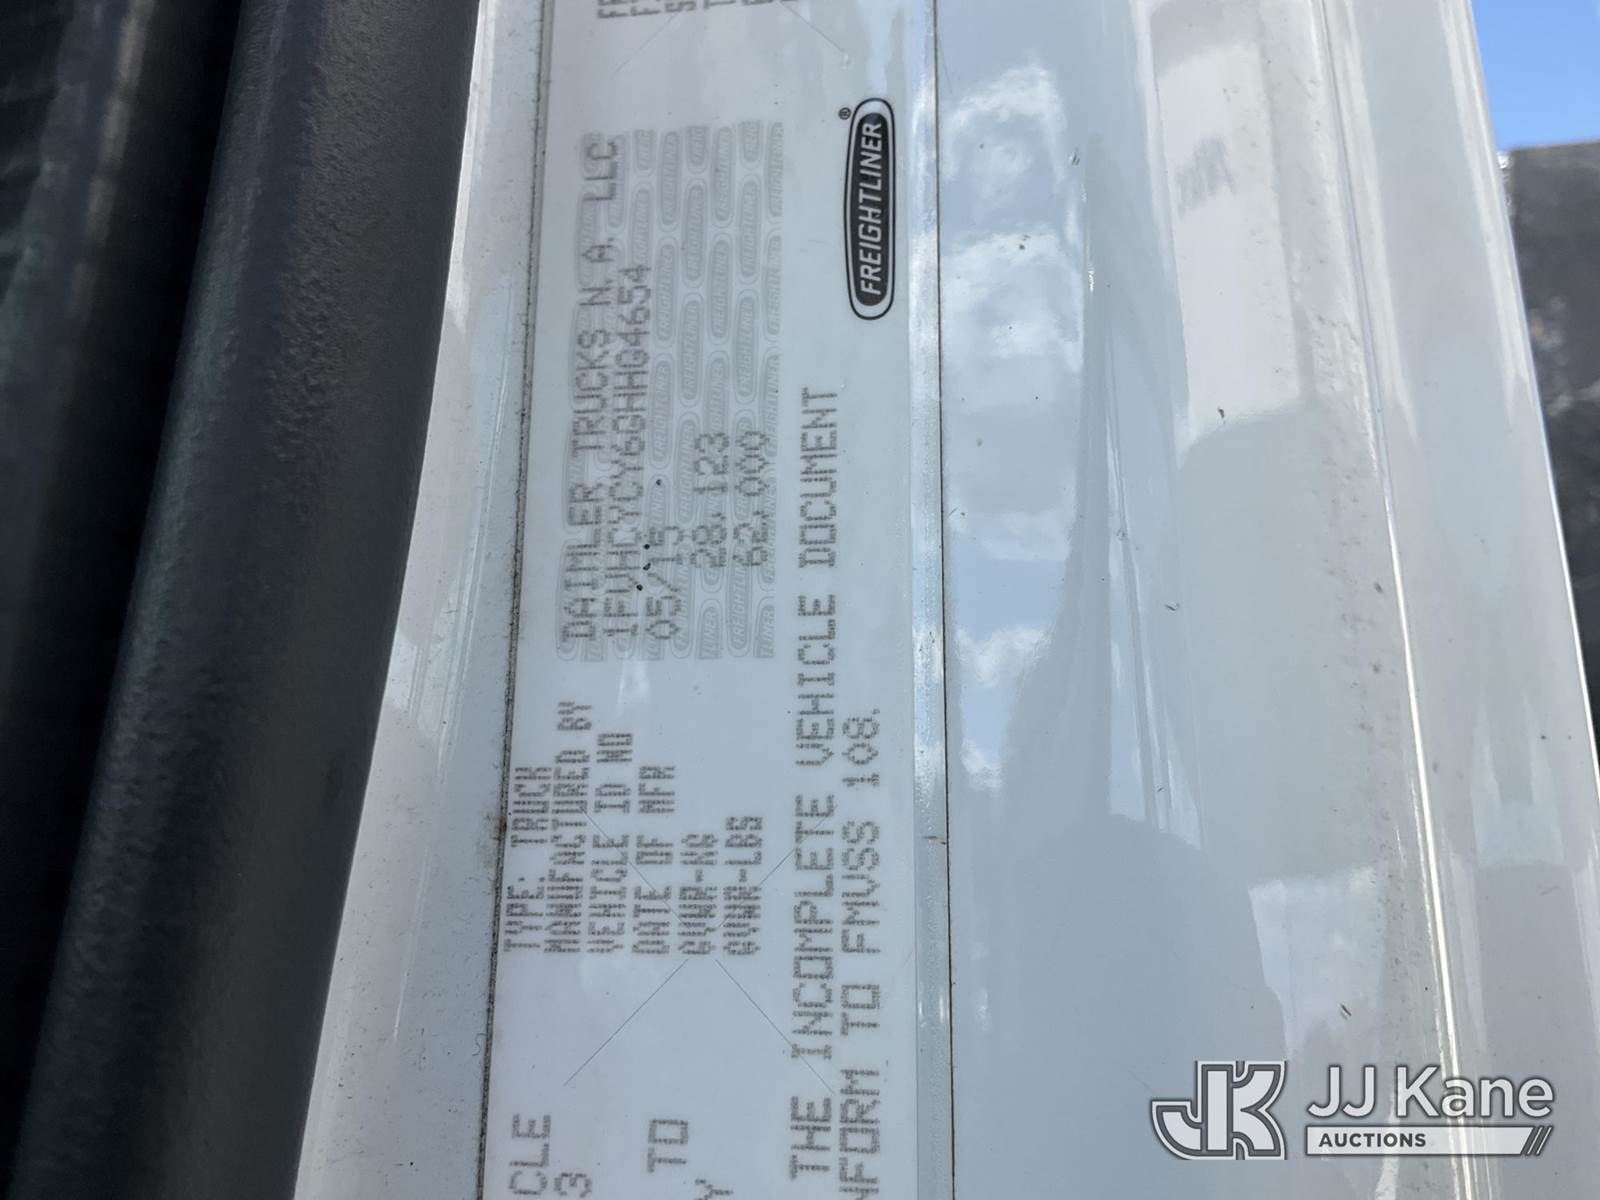 TYPE: TRUCK
MANUFACTURED BY DAIMLER TRUCKS N.A. LLC
VEHICLE ID NO 1FVHCYCY6GHHG4654
DATE OF MFR 05/15
GVWR-KG 28,123
GVWR-LBS 62,000
THE INCOMPLETE VEHICLE DOCUMENT
NFORM TO FMVSS 108,
CLE
3
Y TO
FREIGHTLINER®
JK JJ Kane
AUCTIONS